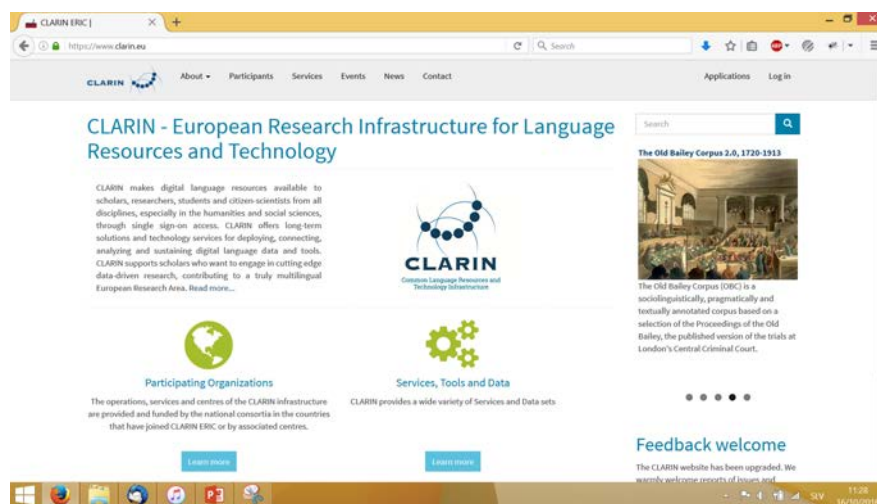 CLARIN ERIC |
https://www.clarin.eu
Search
CLARIN
About
Participants
Services
Events
News
Contact
Applications
Log in
CLARIN - European Research Infrastructure for Language
Resources and Technology
CLARIN makes digital language resources available to
scholars, researchers, students and citizen-scientists from all
disciplines, especially in the humanities and social sciences,
through single sign-on access. CLARIN offers long-term
solutions and technology services for deploying, connecting,
analyzing and sustaining digital language data and tools.
CLARIN supports scholars who want to engage in cutting edge
data-driven research, contributing to a truly multilingual
European Research Area. Read more...
CLARIN
Common Language Resources and
Technology Infrastructure
Participating Organizations
The operations, services and centres of the CLARIN infrastructure
are provided and funded by the national consortia in the countries
that have joined CLARIN ERIC or by associated centres.
Learn more
Services, Tools and Data
CLARIN provides a wide variety of Services and Data sets
Learn more
Search
The Old Bailey Corpus 2.0, 1720-1913
The Old Bailey Corpus (OBC) is a
sociolinguistically, pragmatically and
textually annotated corpus based on a
selection of the Proceedings of the Old
Bailey, the published version of the trials at
London's Central Criminal Court.
Feedback welcome
The CLARIN website has been upgraded. We
warmly welcome reports of issues and
SLV
11:28